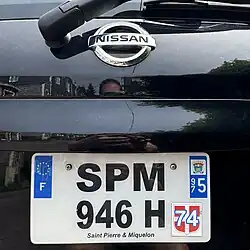 NISSAN
SPM
F
975
946 H
74
Saint Pierre & Miquelon